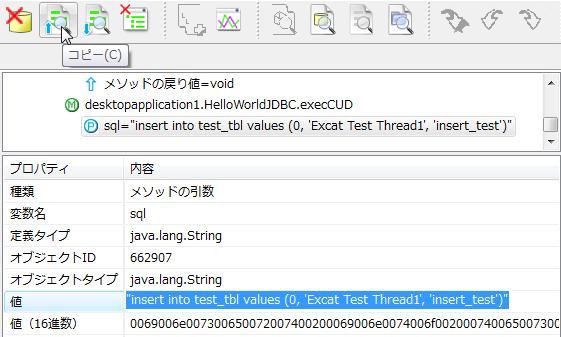 コピー(C)
メソッドの戻り値=void
desktopapplication1.HelloWorldJDBC.execCUD
sql="insert into test_tbl values (0, 'Excat Test Thread1', 'insert_test')"
プロパティ 内容
種類 メソッドの引数
変数名 sql
定義タイプ java.lang.String
オブジェクトID 662907
オブジェクトタイプ java.lang.String
値 "insert into test_tbl values (0, 'Excat Test Thread1', 'insert_test')"
値（16進数） 0069006e00730065007200740020​0069006e0074006f002000740065007300